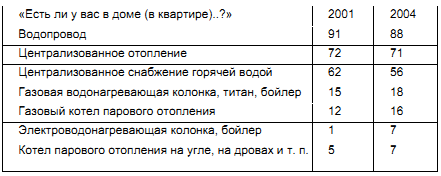 «Есть ли у вас в доме (в квартире)..?» 2001 2004
Водопровод 91 88
Централизованное отопление 72 71
Централизованное снабжение горячей водой 62 56
Газовая водонагревающая колонка, титан, бойлер 15 18
Газовый котел парового отопления 12 16
Электроводонагревающая колонка, бойлер 1 7
Котел парового отопления на угле, на дровах и т. п. 5 7